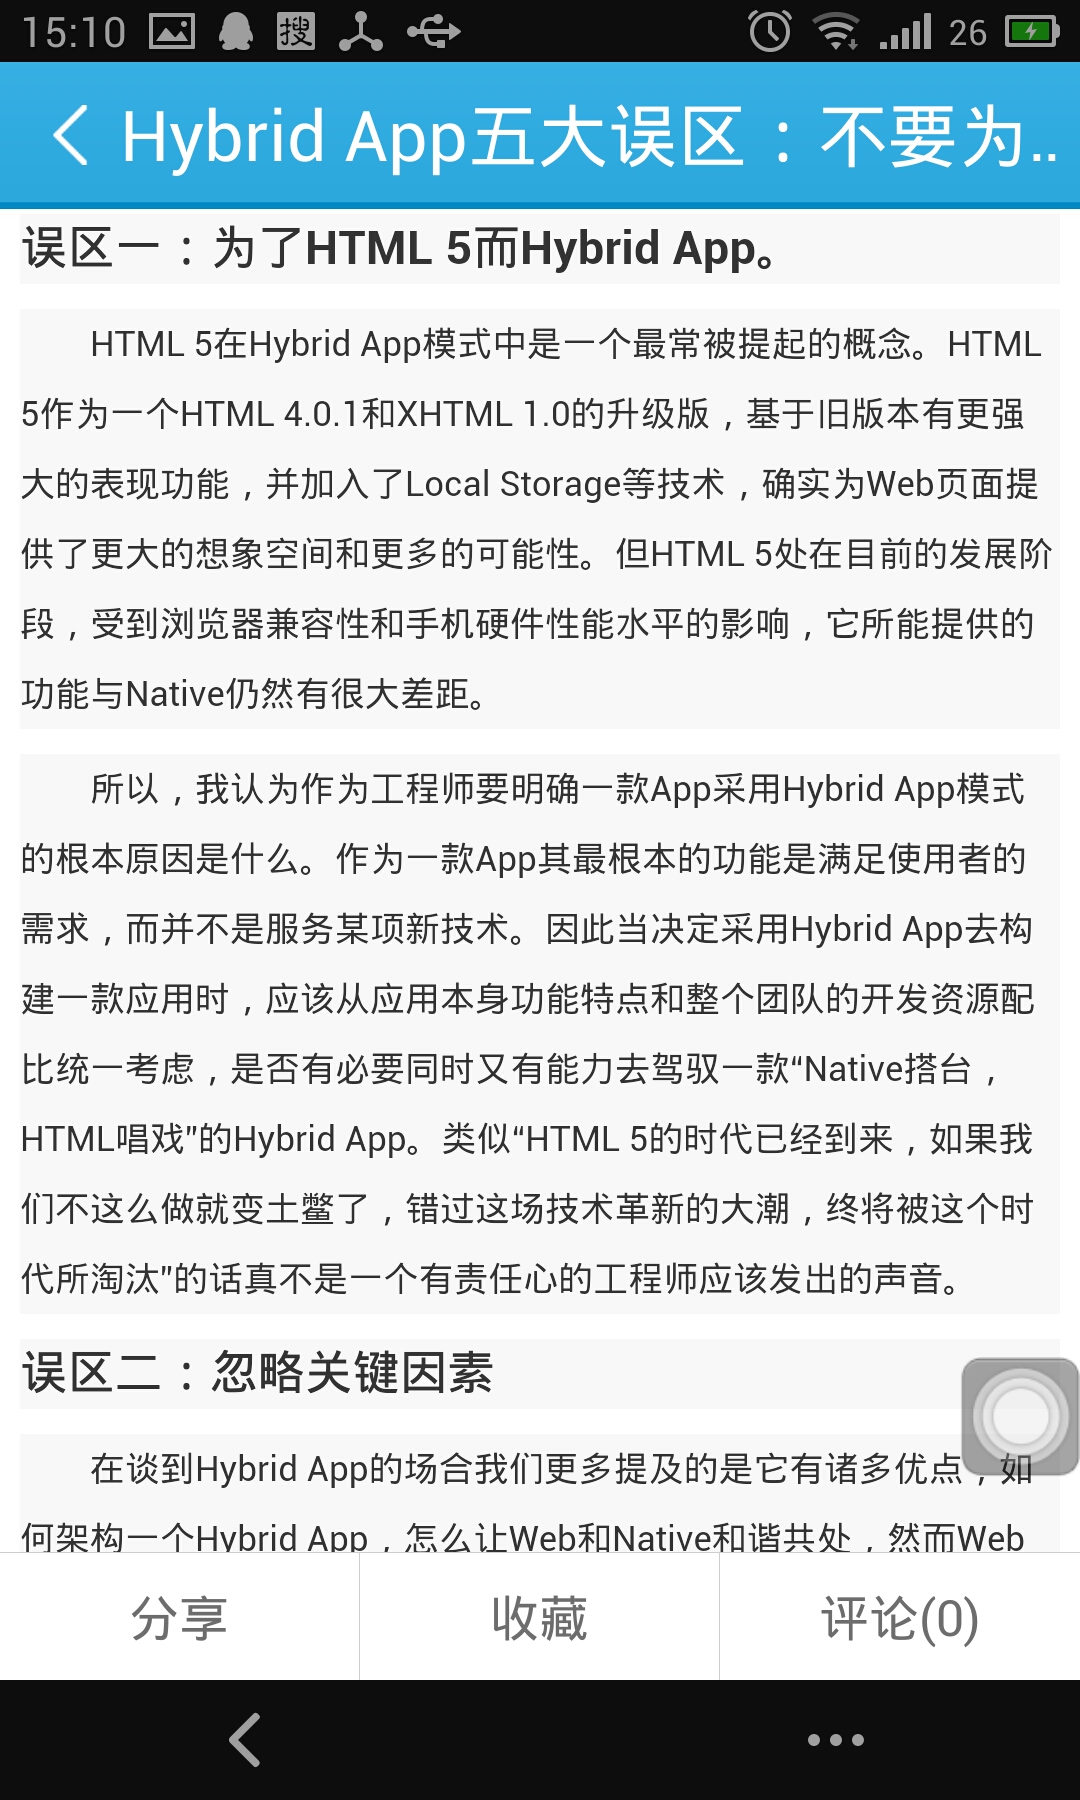 15:10
搜
26
Hybrid App五大误区：不要为..
误区一：为了HTML 5而Hybrid App。
HTML 5在Hybrid App模式中是一个最常被提起的概念。HTML
5作为一个HTML 4.0.1和XHTML 1.0的升级版，基于旧版本有更强
大的表现功能，并加入了Local Storage等技术，确实为Web页面提
供了更大的想象空间和更多的可能性。但HTML 5处在目前的发展阶
段，受到浏览器兼容性和手机硬件性能水平的影响，它所能提供的
功能与Native仍然有很大差距。
所以，我认为作为工程师要明确一款App采用Hybrid App模式
的根本原因是什么。作为一款App其最根本的功能是满足使用者的
需求，而并不是服务某项新技术。因此当决定采用Hybrid App去构
建一款应用时，应该从应用本身功能特点和整个团队的开发资源配
比统一考虑，是否有必要同时又有能力去驾驭一款“Native搭台，
HTML唱戏”的Hybrid App。类似“HTML 5的时代已经到来，如果我
们不这么做就变土鳖了，错过这场技术革新的大潮，终将被这个时
代所淘汰”的话真不是一个有责任心的工程师应该发出的声音。
误区二：忽略关键因素
在谈到Hybrid App的场合我们更多提及的是它有诸多优点，如
何架构一个Hybrid App，怎么让Web和Native和谐共处，然而Web
分享
收藏
评论(0)